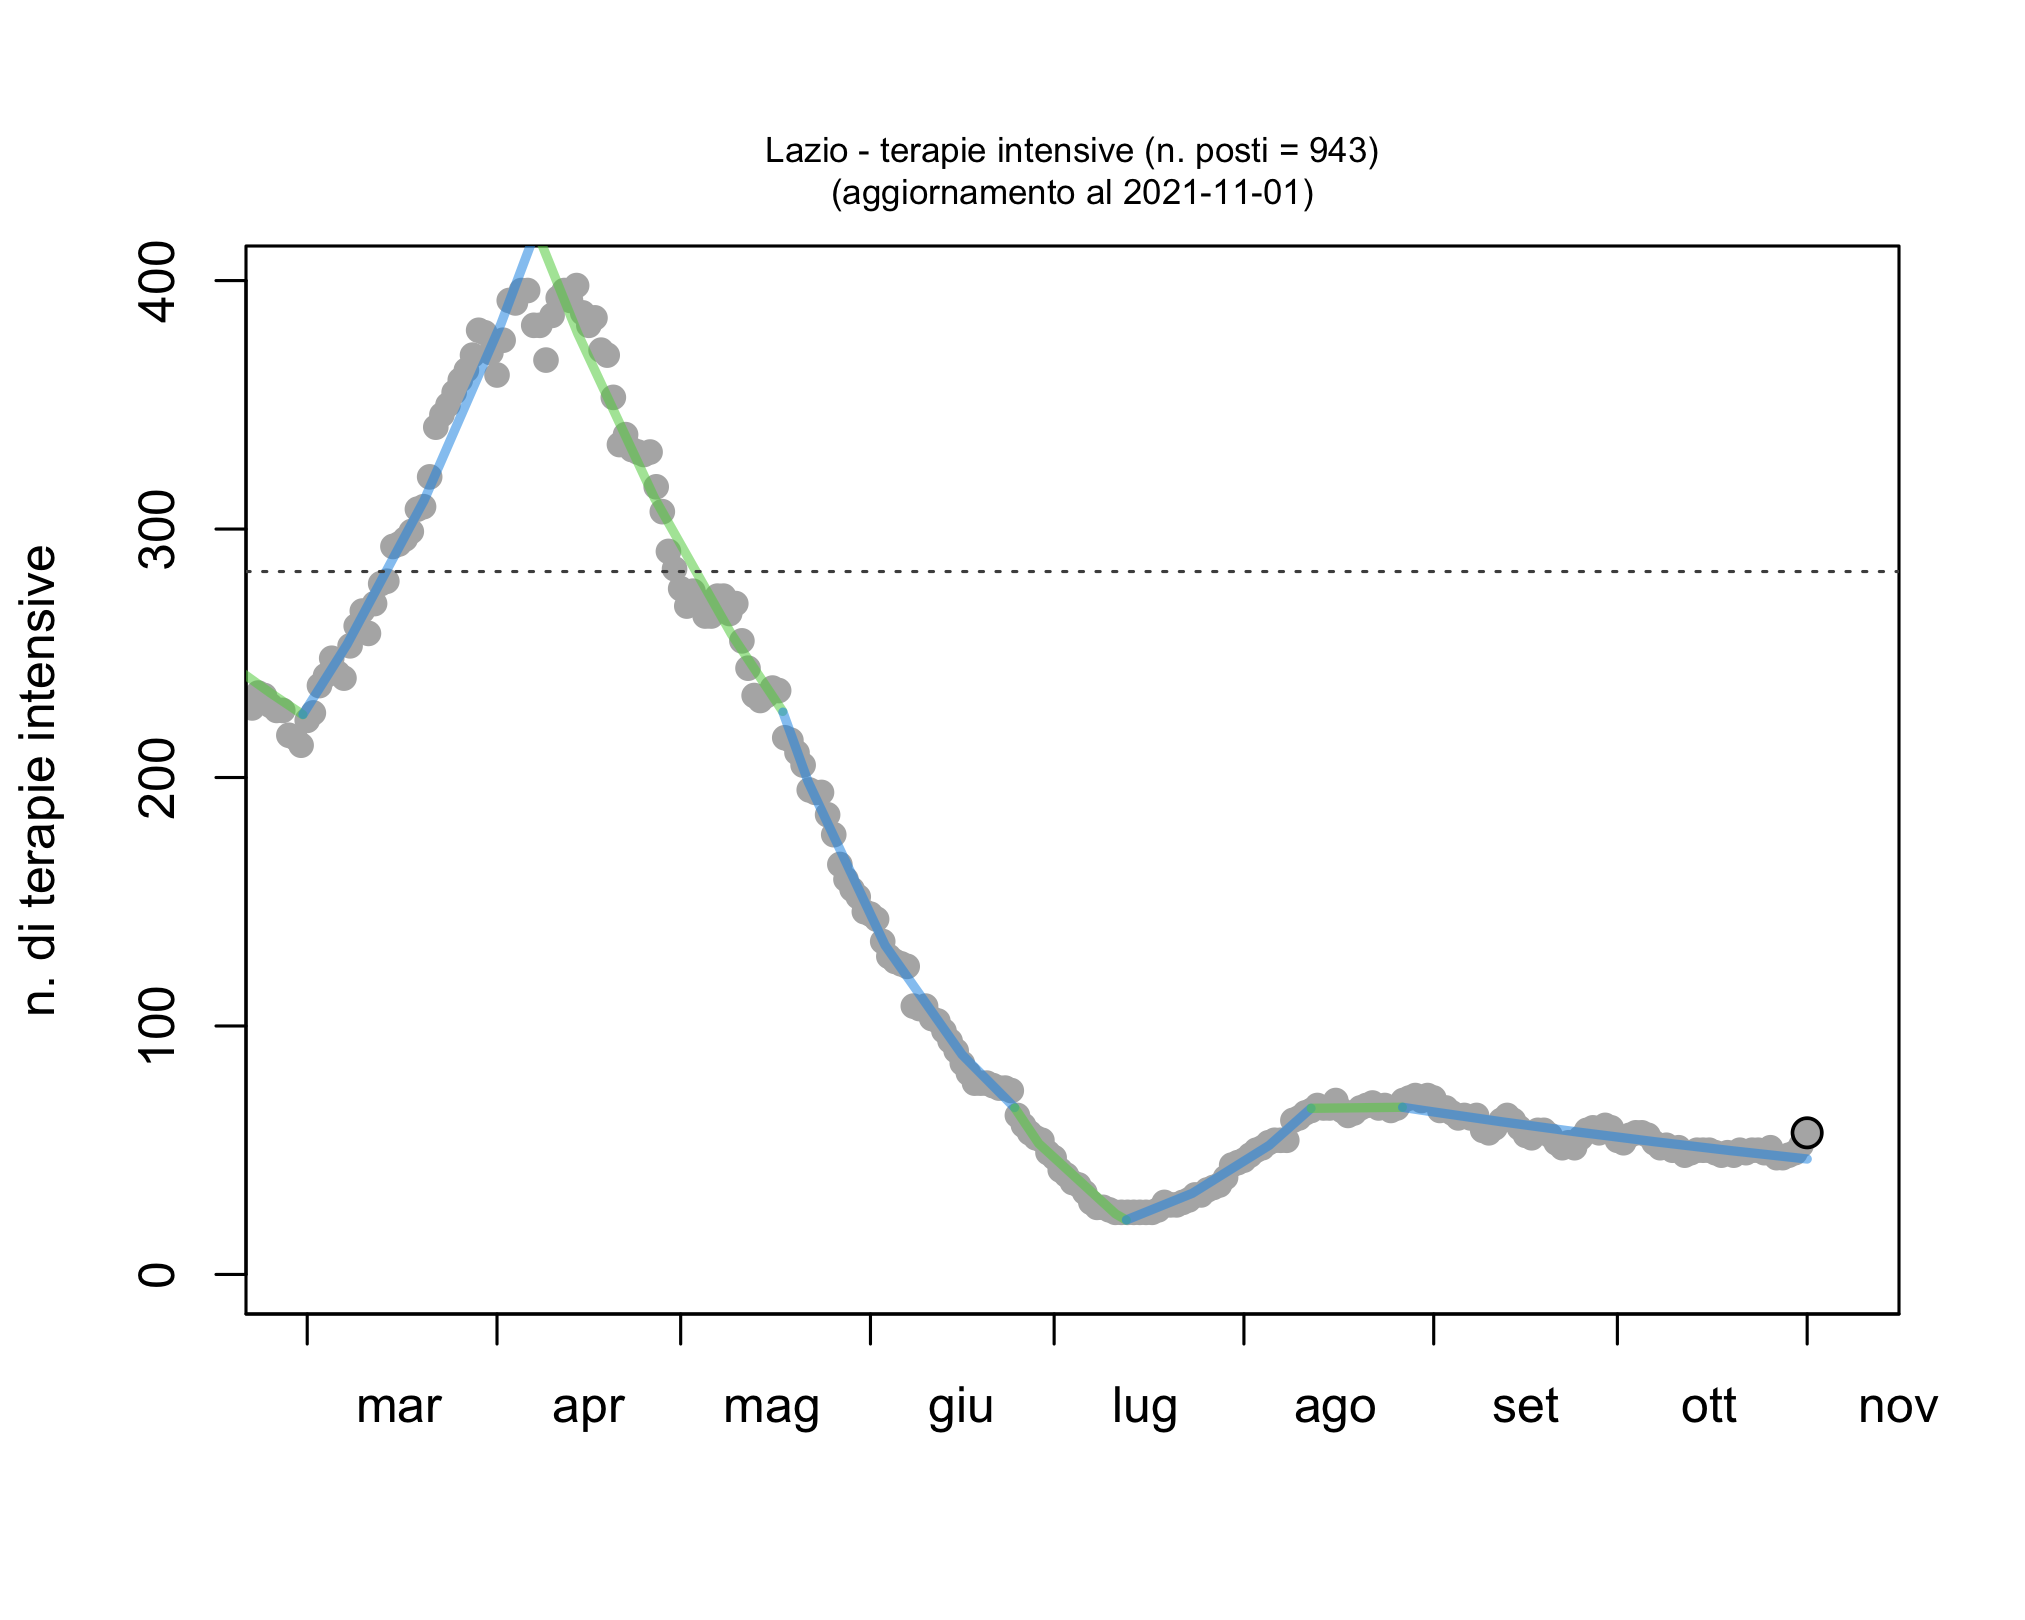 Lazio - terapie intensive (n. posti = 943)
(aggiornamento al 2021-11-01)
n. di terapie intensive
400
300
200
100
0
mar apr mag giu lug ago set ott nov